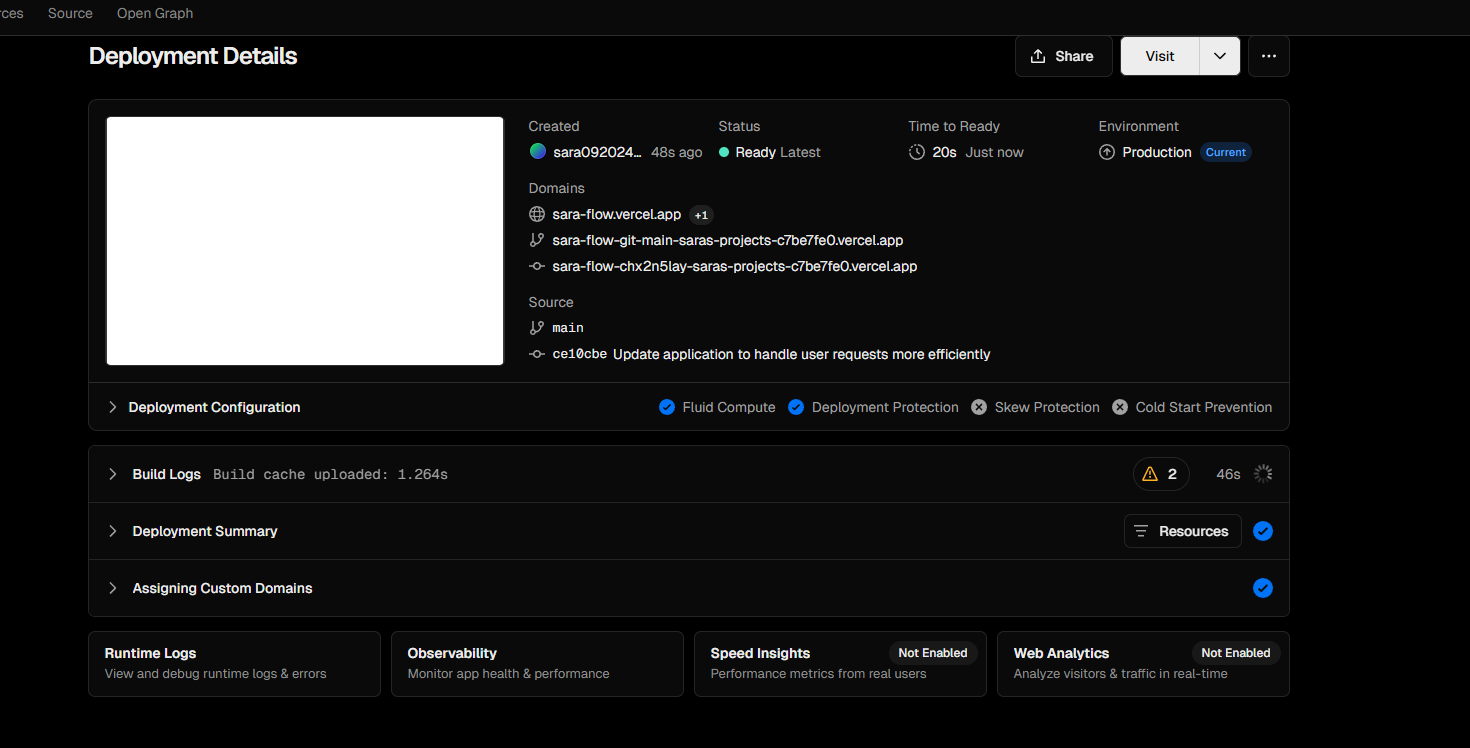 rces Source Open Graph
Deployment Details
Share Visit
Created Status Time to Ready Environment
sara092024... 48s ago Ready Latest 20s Just now Production Current
Domains
sara-flow.vercel.app +1
sara-flow-git-main-saras-projects-c7be7fe0.vercel.app
sara-flow-chx2n5lay-saras-projects-c7be7fe0.vercel.app
Source
main
ce10cbe Update application to handle user requests more efficiently
Deployment Configuration Fluid Compute Deployment Protection Skew Protection Cold Start Prevention
Build Logs Build cache uploaded: 1.264s 2 46s
Deployment Summary Resources
Assigning Custom Domains
Runtime Logs Observability Speed Insights Not Enabled Web Analytics Not Enabled
View and debug runtime logs & errors Monitor app health & performance Performance metrics from real users Analyze visitors & traffic in real-time